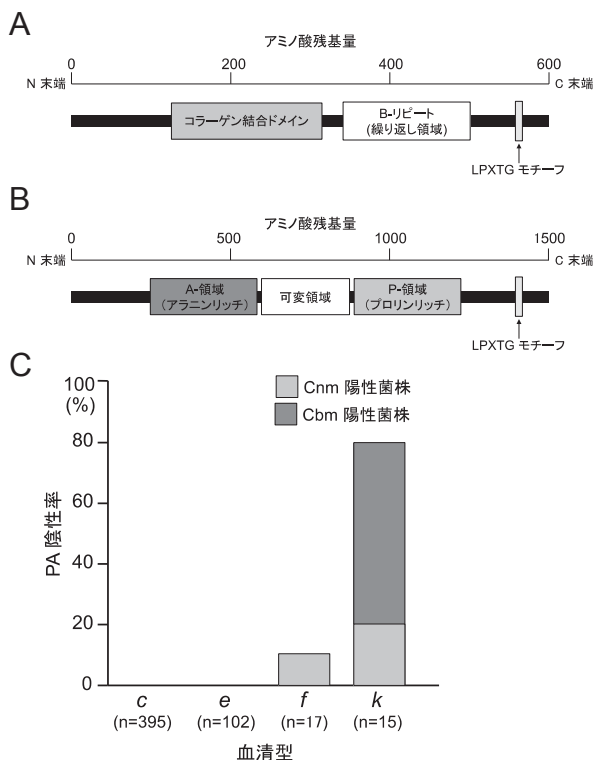 A
アミノ酸残基量
0 200 400 600
N 末端 C 末端
コラーゲン結合ドメイン
B-リピート
(繰り返し領域)
LPXTG モチーフ
B
アミノ酸残基量
0 500 1000 1500
N 末端 C 末端
A-領域
(アラニンリッチ)
可変領域
P-領域
(プロリンリッチ)
LPXTG モチーフ
C
100
(%)
80
60
40
20
0
PA 陰性率
Cnm 陽性菌株
Cbm 陽性菌株
c e f k
(n=395) (n=102) (n=17) (n=15)
血清型